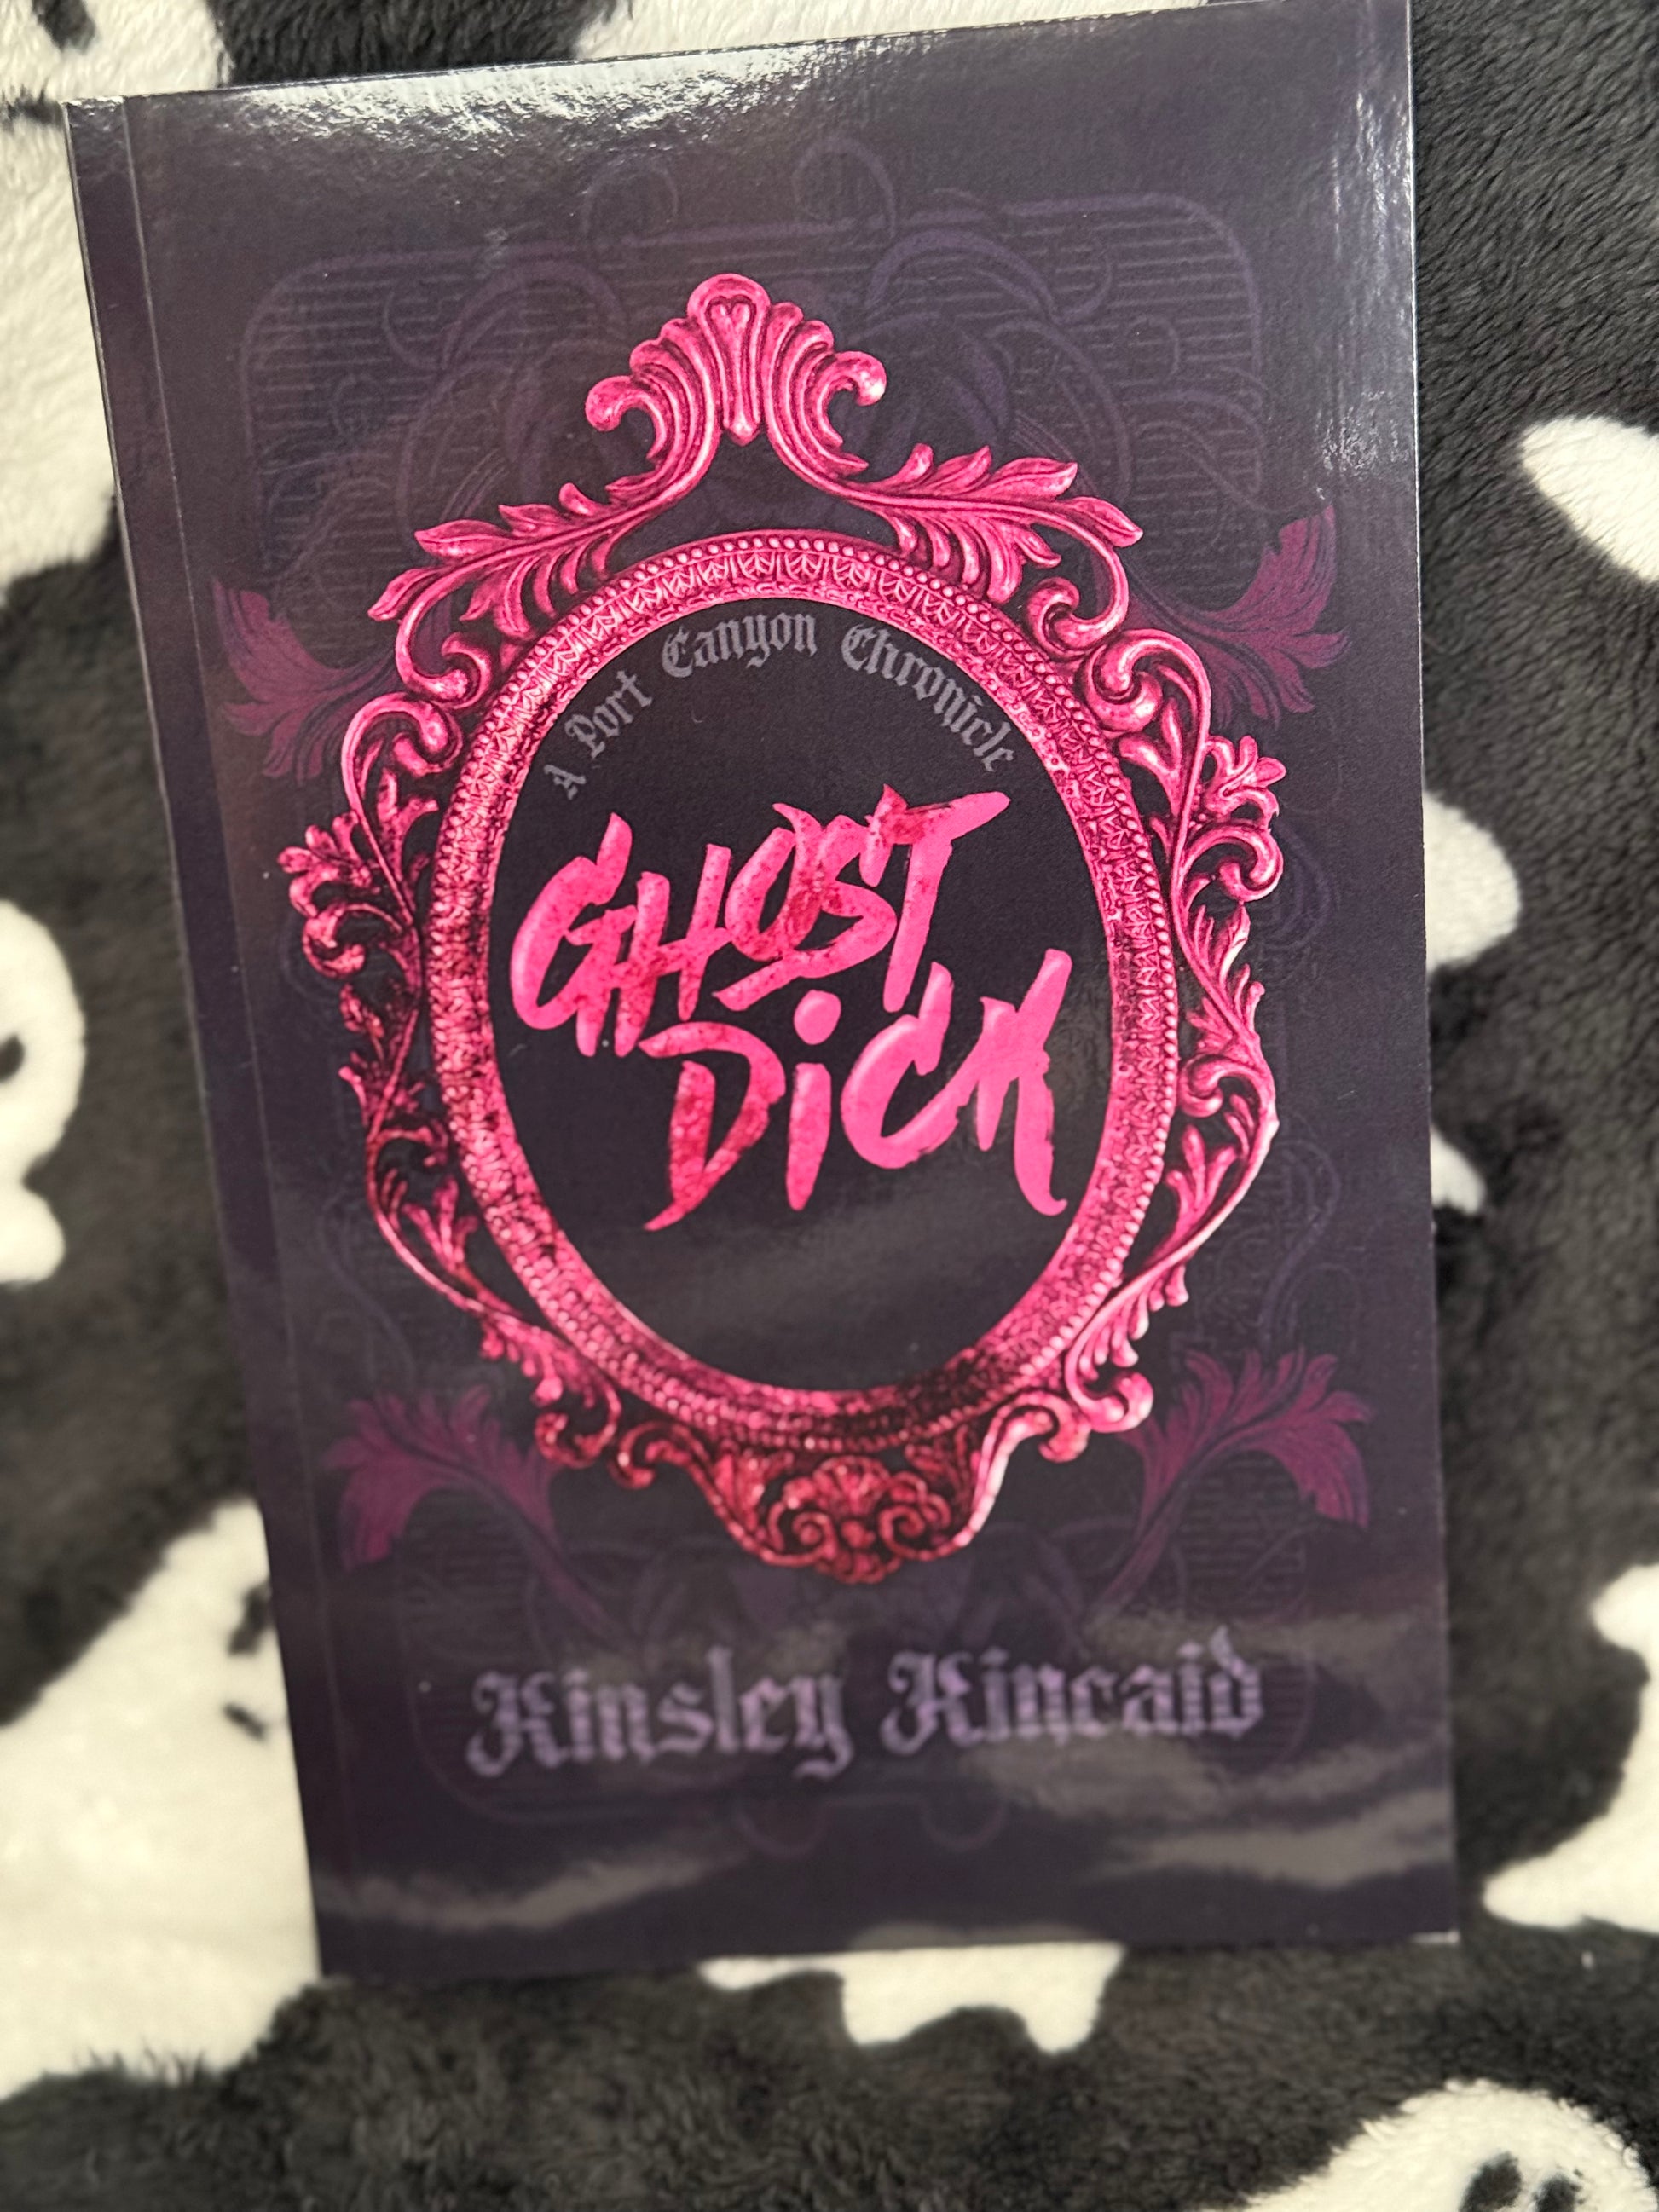 A Port Canyon Chronicle
GHOST
DiCK
Kinsley Kincaid